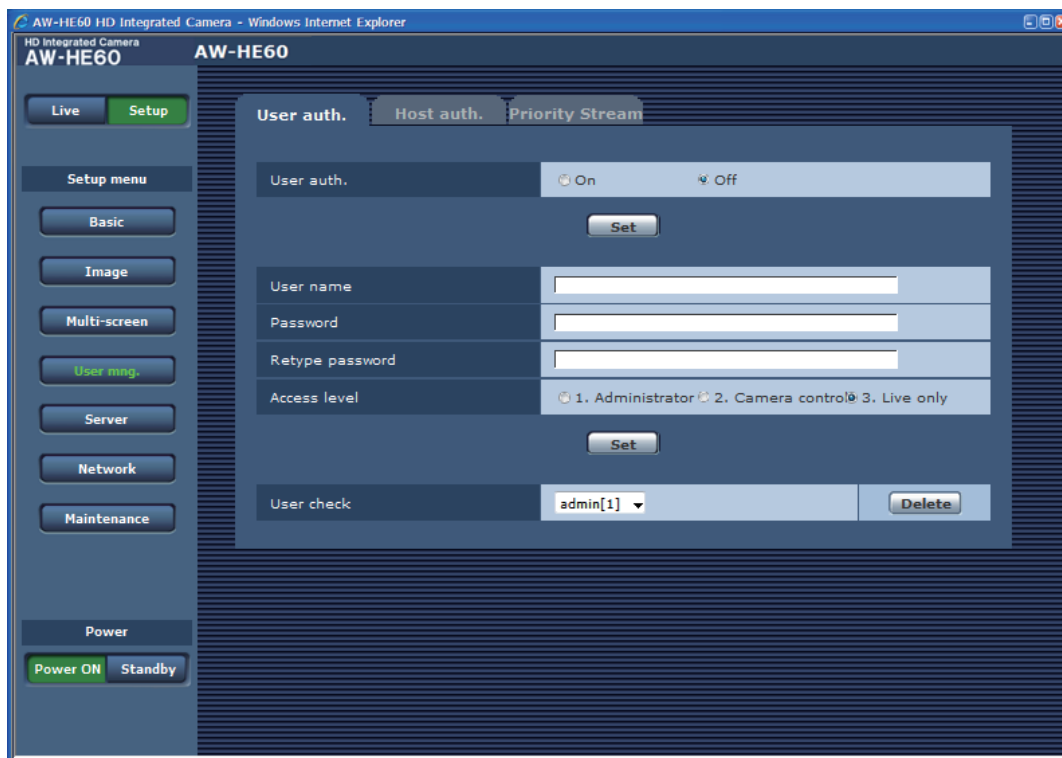 AW-HE60 HD Integrated Camera - Windows Internet Explorer
HD Integrated Camera
AW-HE60
AW-HE60
Live Setup
User auth. Host auth. Priority Stream
Setup menu
Basic
Image
Multi-screen
User mng.
Server
Network
Maintenance
Power
Power ON Standby
User auth. On Off
Set
User name
Password
Retype password
Access level 1. Administrator 2. Camera control 3. Live only
Set
User check admin[1] Delete